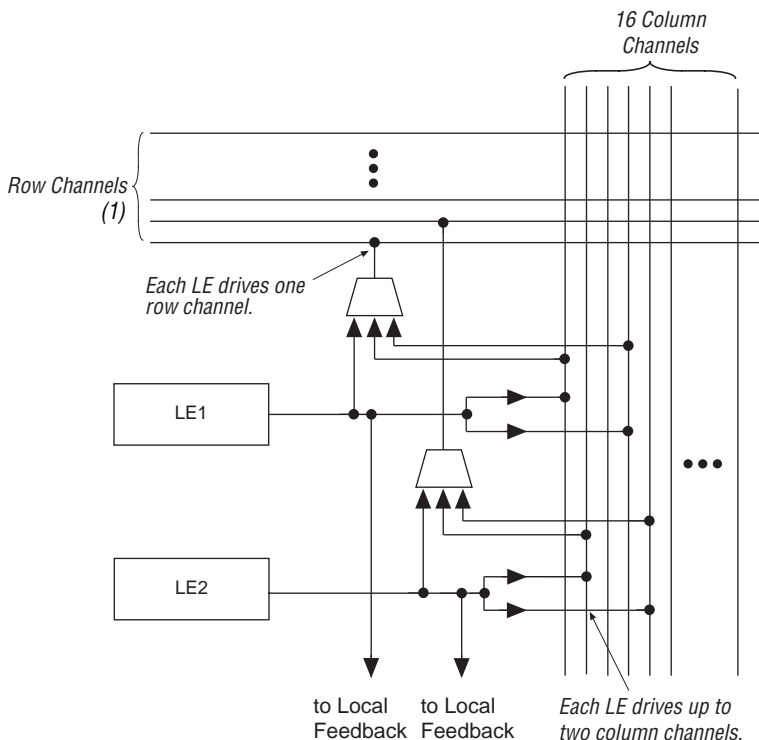 16 Column
Channels
Row Channels
(1)
Each LE drives one
row channel.
LE1
LE2
to Local
Feedback
to Local
Feedback
Each LE drives up to
two column channels.